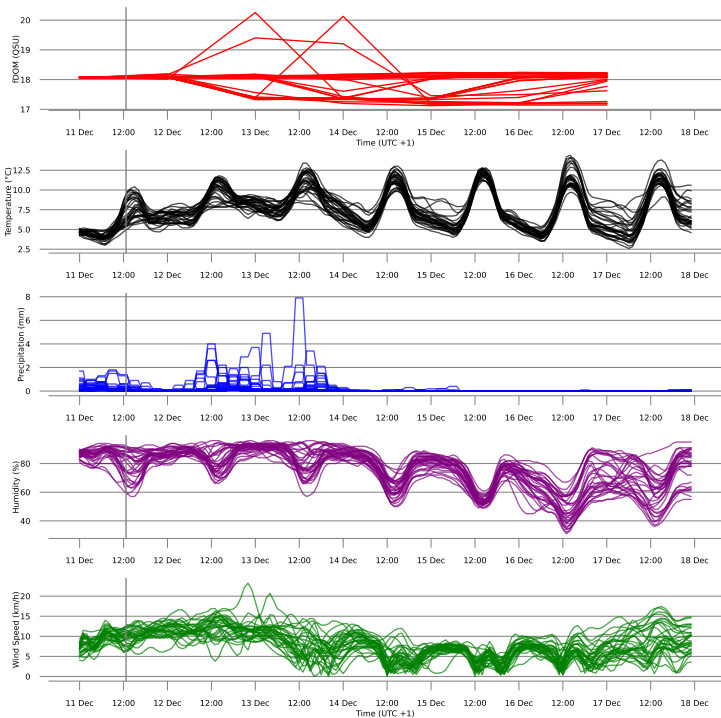 fDOM (QSU)
20
19
18
17
11 Dec 12:00 12 Dec 12:00 13 Dec 12:00 14 Dec 12:00 15 Dec 12:00 16 Dec 12:00 17 Dec 12:00 18 Dec
Time (UTC +1)
Temperature (°C)
12.5
10.0
7.5
5.0
2.5
11 Dec 12:00 12 Dec 12:00 13 Dec 12:00 14 Dec 12:00 15 Dec 12:00 16 Dec 12:00 17 Dec 12:00 18 Dec
Precipitation (mm)
8
6
4
2
0
11 Dec 12:00 12 Dec 12:00 13 Dec 12:00 14 Dec 12:00 15 Dec 12:00 16 Dec 12:00 17 Dec 12:00 18 Dec
Humidity (%)
80
60
40
11 Dec 12:00 12 Dec 12:00 13 Dec 12:00 14 Dec 12:00 15 Dec 12:00 16 Dec 12:00 17 Dec 12:00 18 Dec
Wind Speed (km/h)
20
15
10
5
0
11 Dec 12:00 12 Dec 12:00 13 Dec 12:00 14 Dec 12:00 15 Dec 12:00 16 Dec 12:00 17 Dec 12:00 18 Dec
Time (UTC +1)